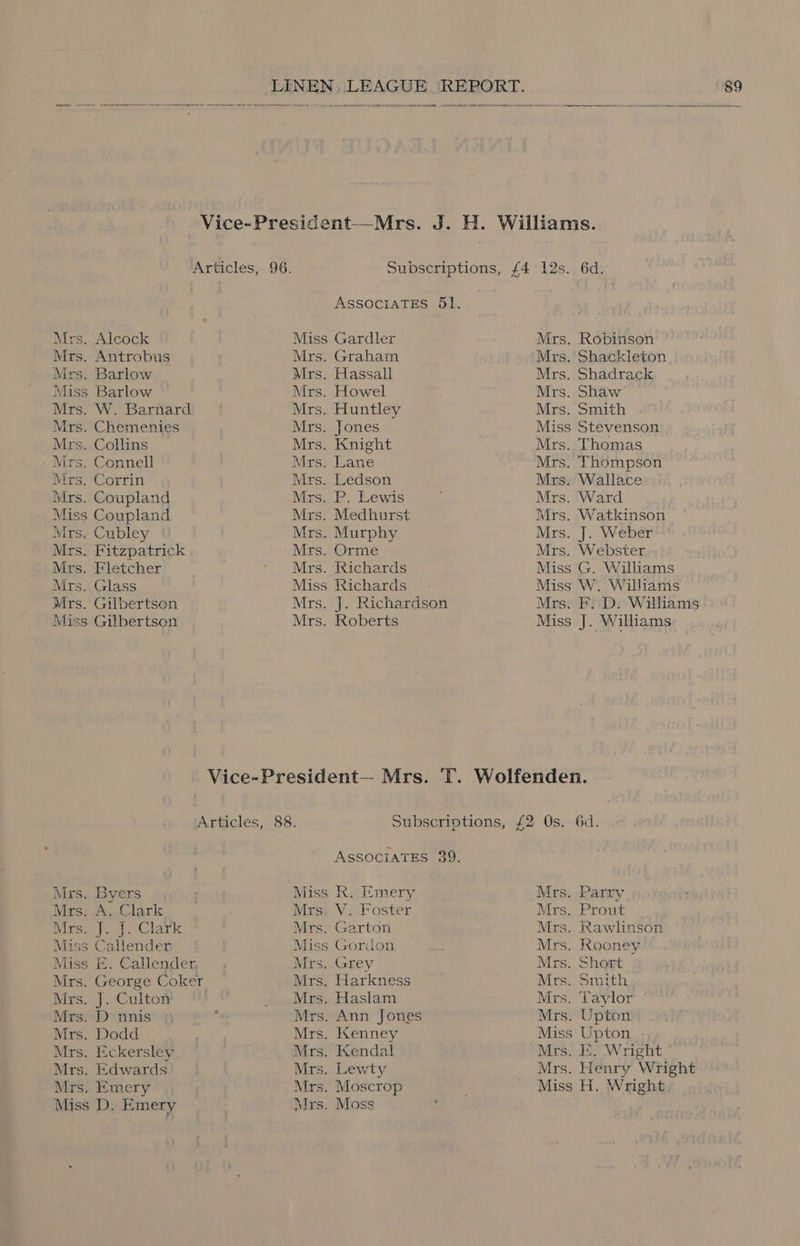 LINEN LEAGUE REPORT. 89
Vice-President—Mrs. J. H. Williams.
Articles, 96. Subscriptions, £4 12s. 6d.
ASSOCIATES 51.
Mrs. Alcock
Mrs. Antrobus
Mrs. Barlow
Miss Barlow
Mrs. W. Barnard
Mrs. Chemenies
Mrs. Collins
Mrs. Connell
Mrs. Corrin
Mrs. Coupland
Miss Coupland
Mrs. Cubley
Mrs. Fitzpatrick
Mrs. Fletcher
Mrs. Glass
Mrs. Gilbertson
Miss Gilbertson
Miss Gardler
Mrs. Graham
Mrs. Hassall
Mrs. Howel
Mrs. Huntley
Mrs. Jones
Mrs. Knight
Mrs. Lane
Mrs. Ledson
Mrs. P. Lewis
Mrs. Medhurst
Mrs. Murphy
Mrs. Orme
Mrs. Richards
Miss Richards
Mrs. J. Richardson
Mrs. Roberts
Mrs. Robinson
Mrs. Shackleton
Mrs. Shadrack
Mrs. Shaw
Mrs. Smith
Miss Stevenson
Mrs. Thomas
Mrs. Thompson
Mrs. Wallace
Mrs. Ward
Mrs. Watkinson
Mrs. J. Weber
Mrs. Webster
Miss G. Williams
Miss W. Williams
Mrs. F. D. Williams
Miss J. Williams
Vice-President— Mrs. T. Wolfenden.
Articles, 88. Subscriptions, £2 0s. 6d.
ASSOCIATES 39.
Mrs. Byers
Mrs. A. Clark
Mrs. J. J. Clark
Miss Callender
Miss E. Callender
Mrs. George Coker
Mrs. J. Culton
Mrs. D nnis
Mrs. Dodd
Mrs. Eckersley
Mrs. Edwards
Mrs. Emery
Miss D. Emery
Miss R. Emery
Mrs. V. Foster
Mrs. Garton
Miss Gordon
Mrs. Grey
Mrs. Harkness
Mrs. Haslam
Mrs. Ann Jones
Mrs. Kenney
Mrs. Kendal
Mrs. Lewty
Mrs. Moscrop
Mrs. Moss
Mrs. Parry
Mrs. Prout
Mrs. Rawlinson
Mrs. Rooney
Mrs. Short
Mrs. Smith
Mrs. Taylor
Mrs. Upton
Miss Upton
Mrs. E. Wright
Mrs. Henry Wright
Miss H. Wright